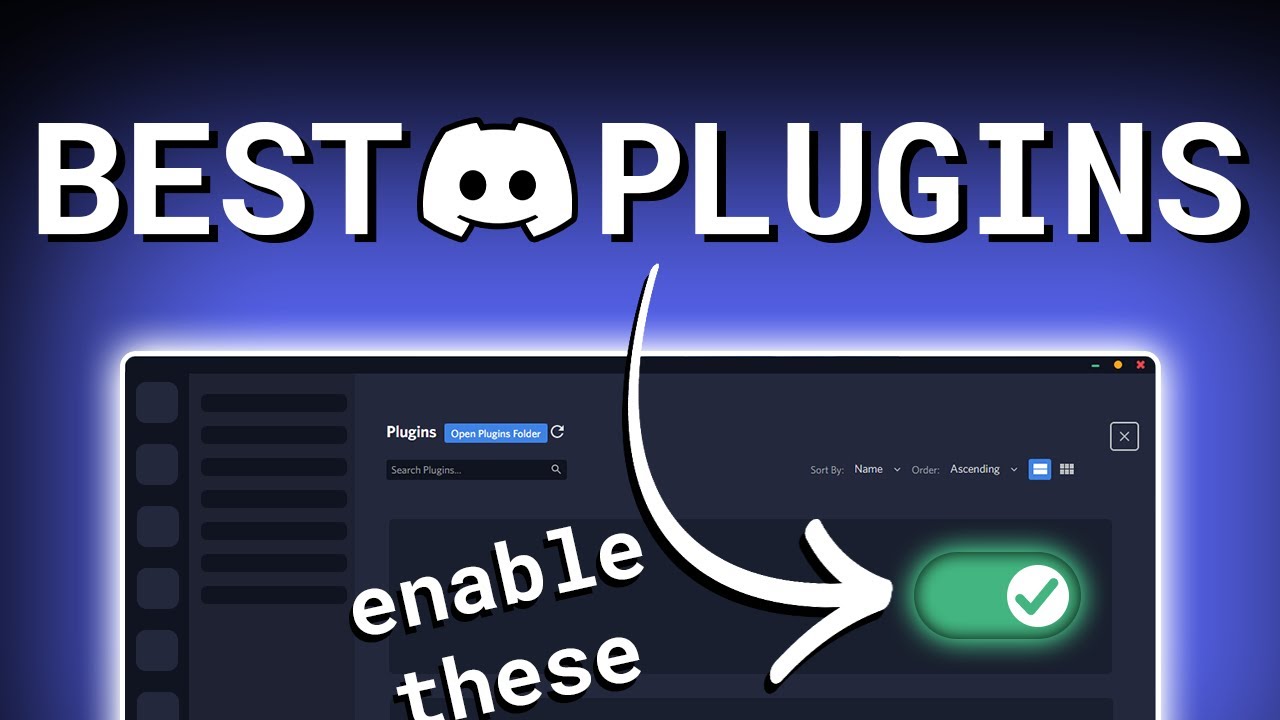 BEST PLUGINS
Plugins Open Plugins Folder
Search Plugins... Sort By: Name Order: Ascending
enable
these